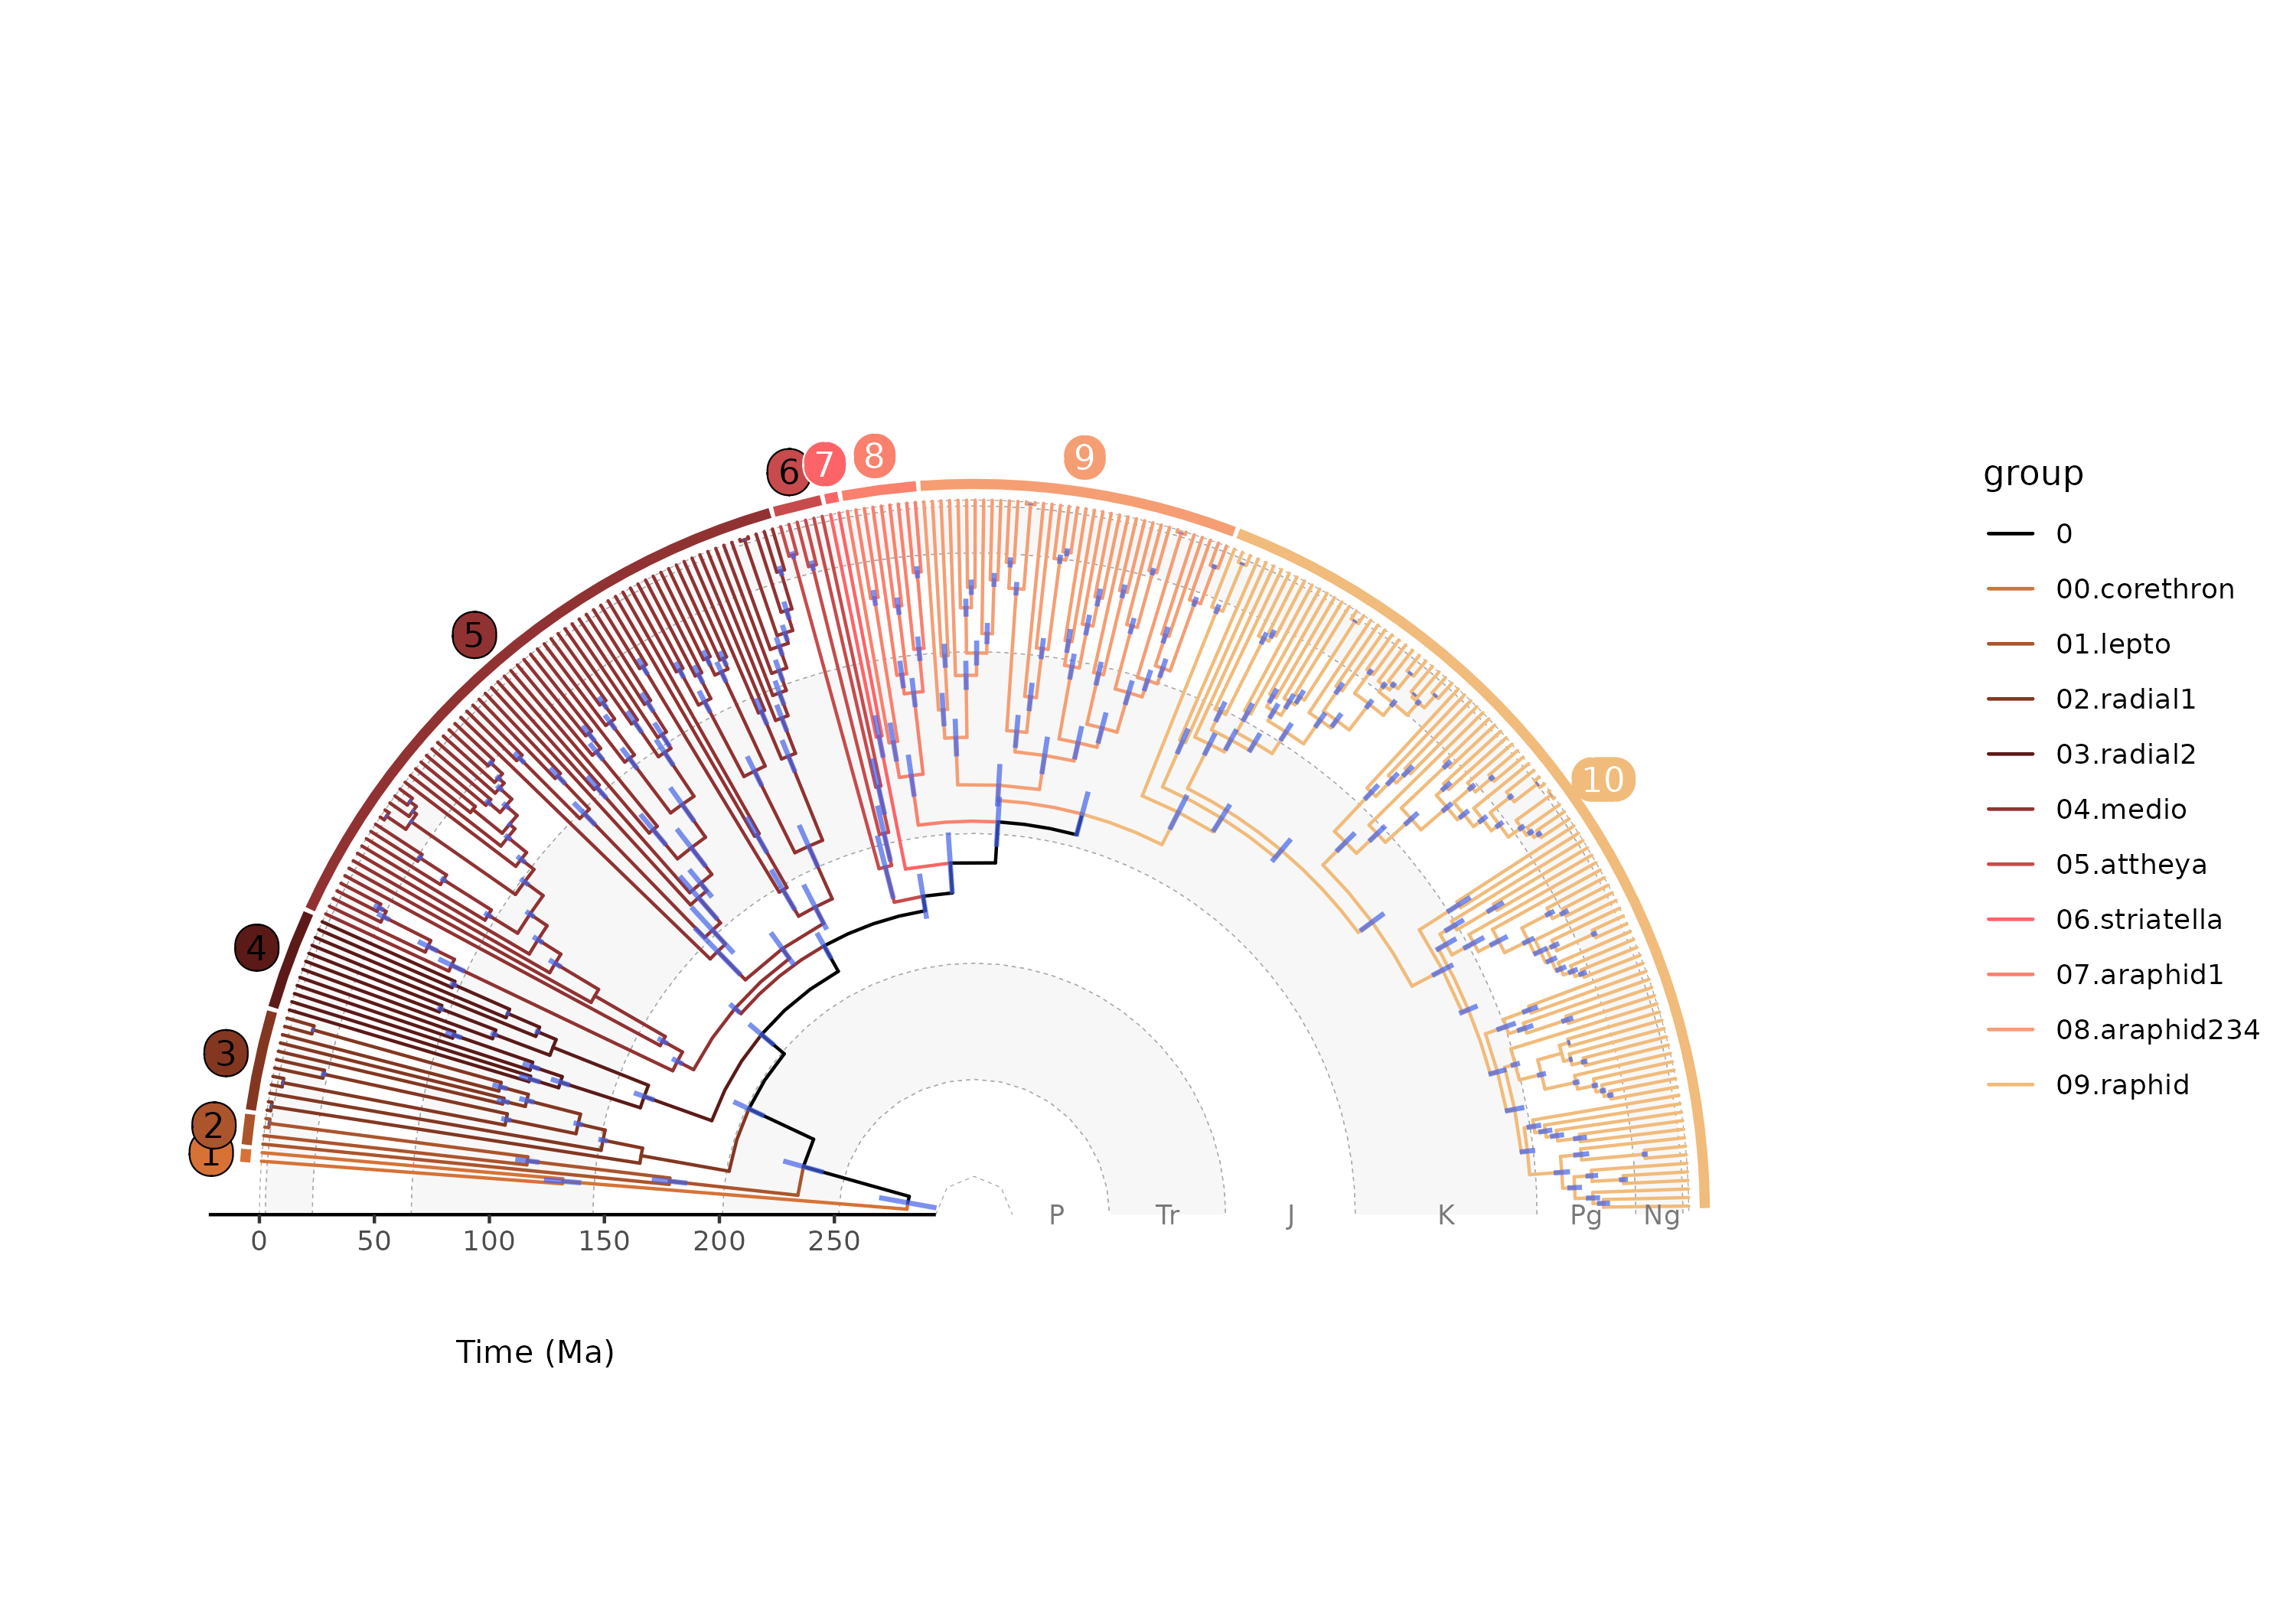 6
7
8
9
5
10
4
3
2
1
P
Tr
J
K
Pg
Ng
0
50
100
150
200
250
Time (Ma)
group
0
00.corethron
01.lepto
02.radial1
03.radial2
04.medio
05.attheya
06.striatella
07.araphid1
08.araphid234
09.raphid